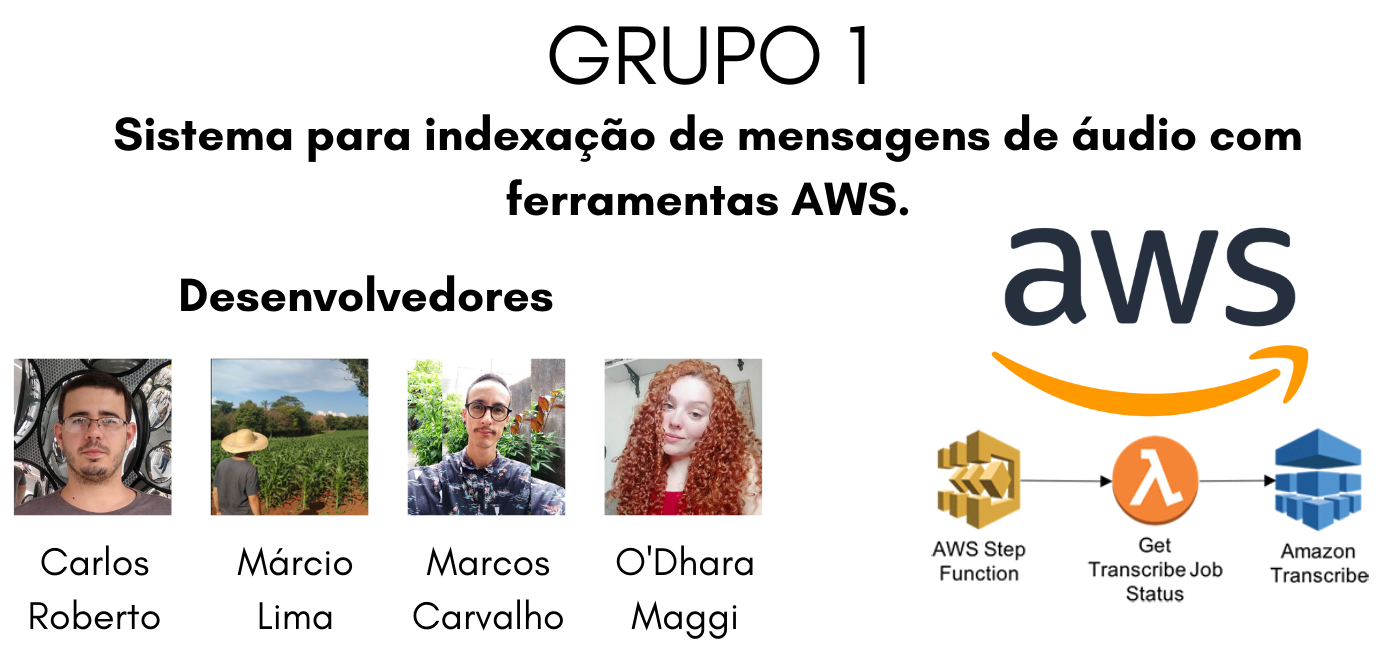 GRUPO 1
Sistema para indexação de mensagens de áudio com
ferramentas AWS.
aws
Desenvolvedores
Carlos
Roberto
Márcio
Lima
Marcos
Carvalho
O'Dhara
Maggi
AWS Step
Function
Get
Transcribe Job
Status
Amazon
Transcribe